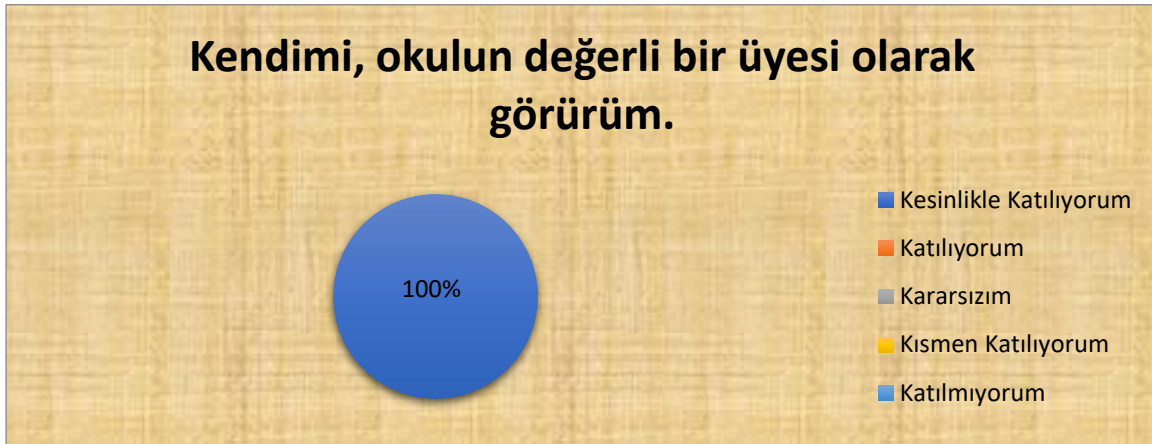 Kendimi, okulun değerli bir üyesi olarak
görürüm.
100%
Kesinlikle Katılıyorum
Katılıyorum
Kararsızım
Kısmen Katılıyorum
Katılmıyorum